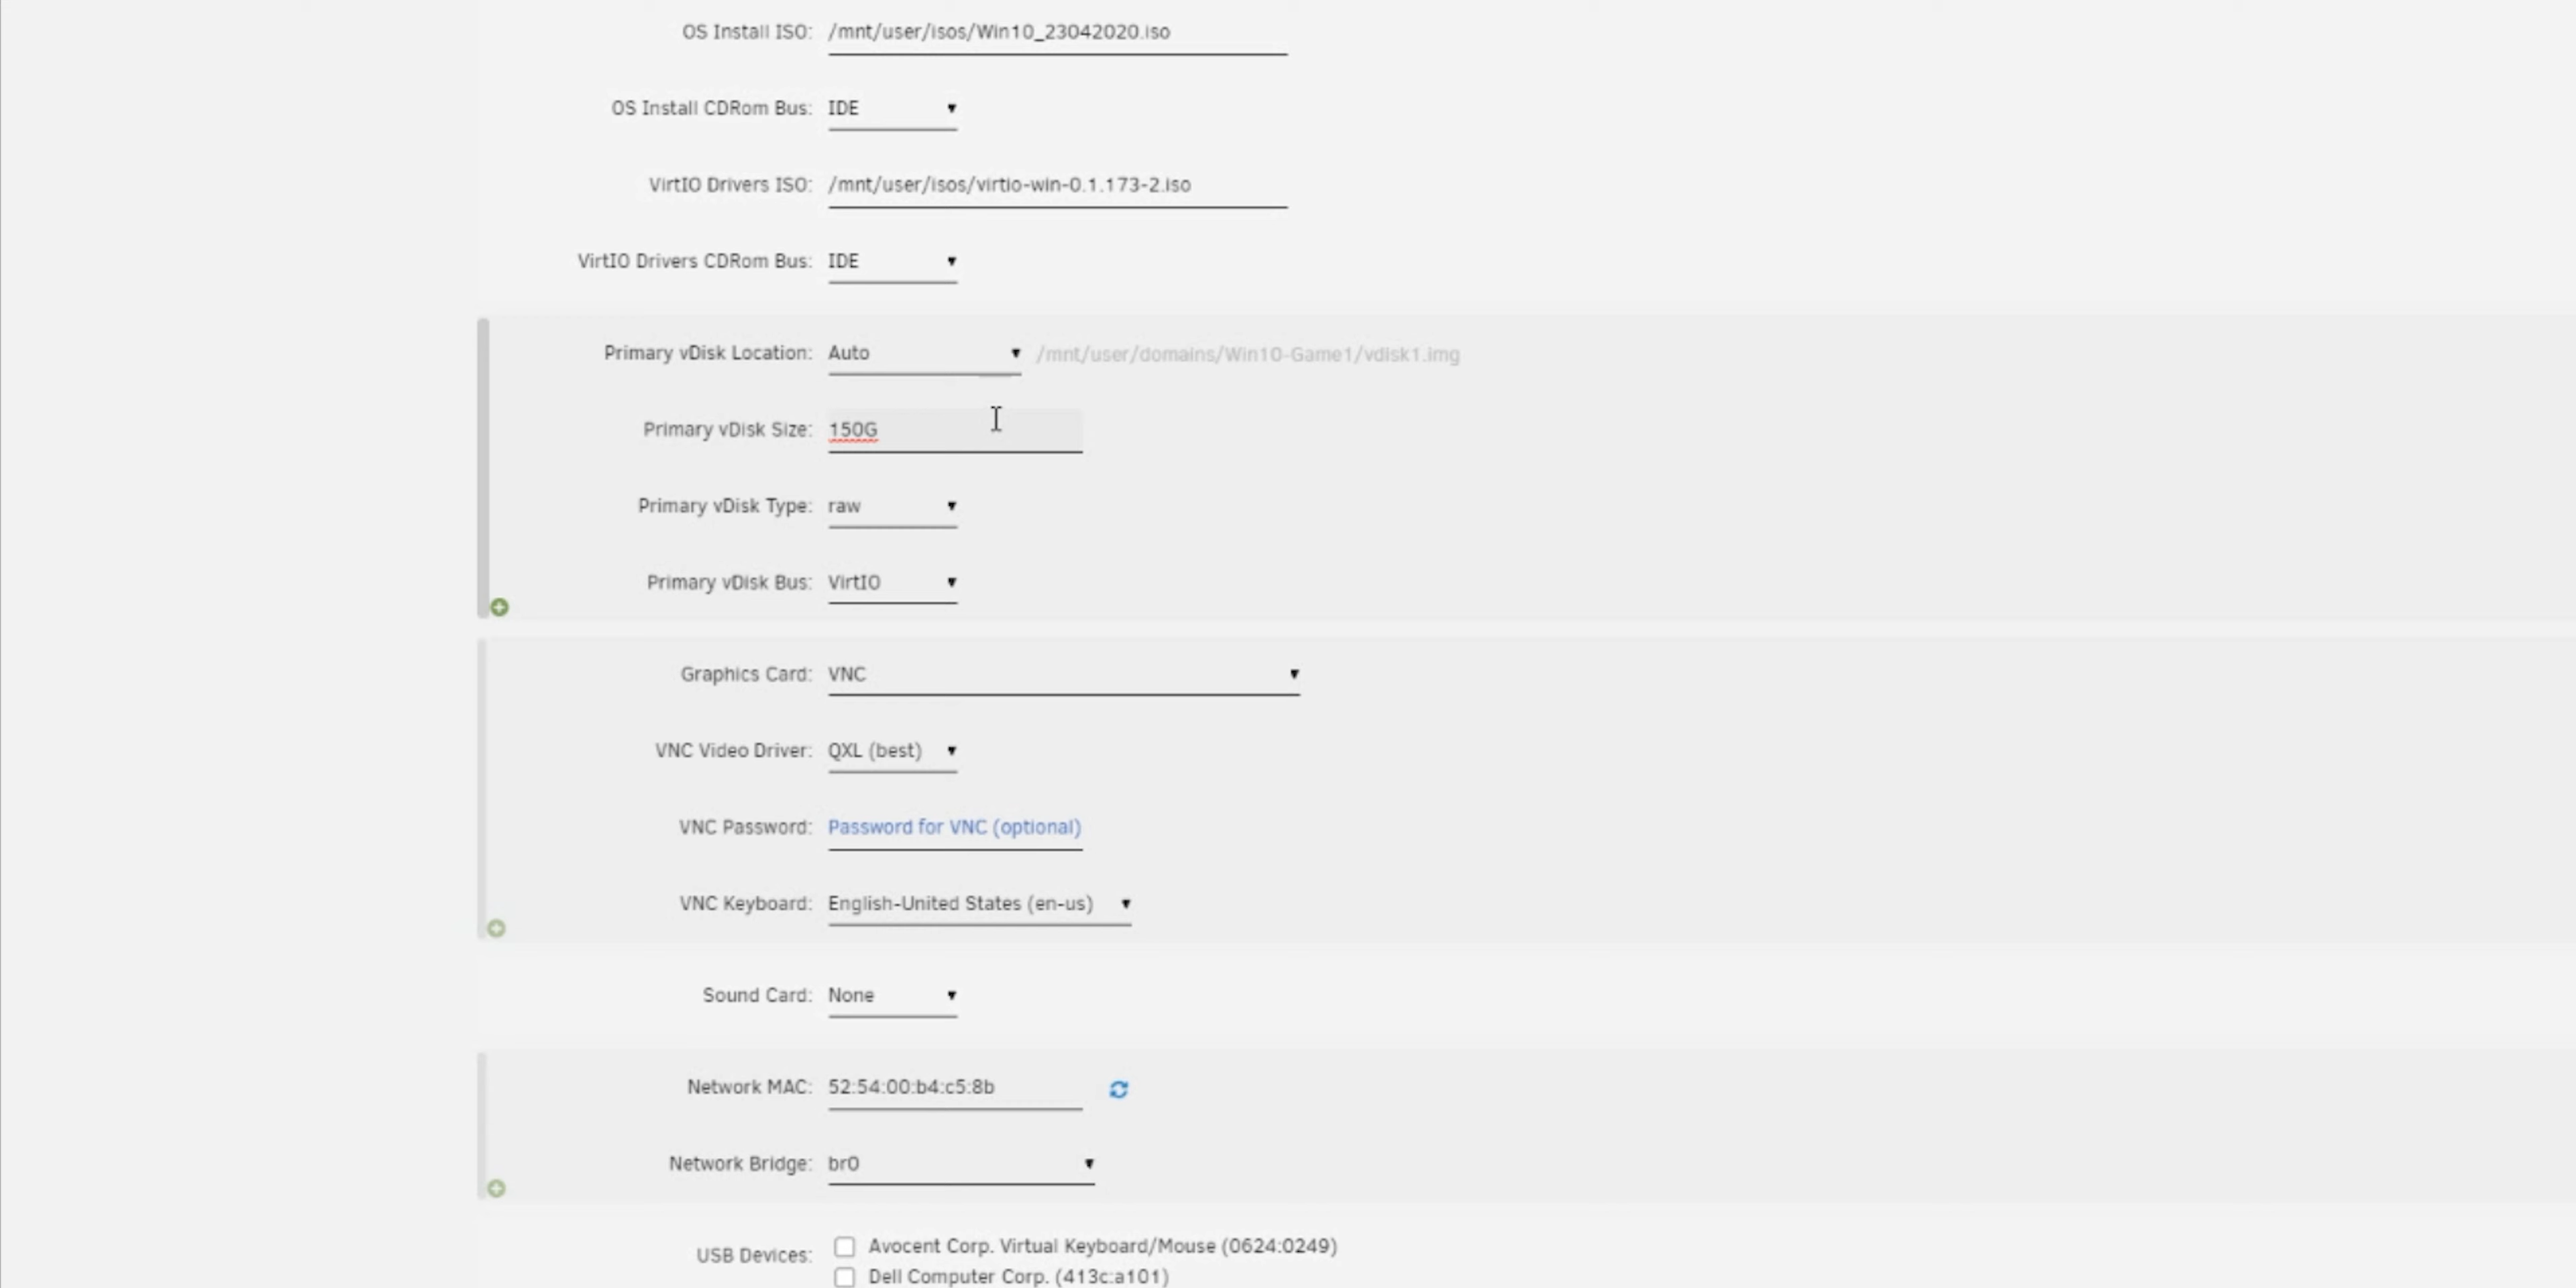 OS Install ISO: /mnt/user/isos/Win10_23042020.iso
OS Install CDRom Bus: IDE
VirtIO Drivers ISO: /mnt/user/isos/virtio-win-0.1.173-2.iso
VirtIO Drivers CDRom Bus: IDE
Primary vDisk Location: Auto /mnt/user/domains/Win10-Game1/vdisk1.img
Primary vDisk Size: 150G
Primary vDisk Type: raw
Primary vDisk Bus: VirtIO
Graphics Card: VNC
VNC Video Driver: QXL (best)
VNC Password: Password for VNC (optional)
VNC Keyboard: English-United States (en-us)
Sound Card: None
Network MAC: 52:54:00:b4:c5:8b
Network Bridge: br0
USB Devices: Avocent Corp. Virtual Keyboard/Mouse (0624:0249)
Dell Computer Corp. (413c:a101)